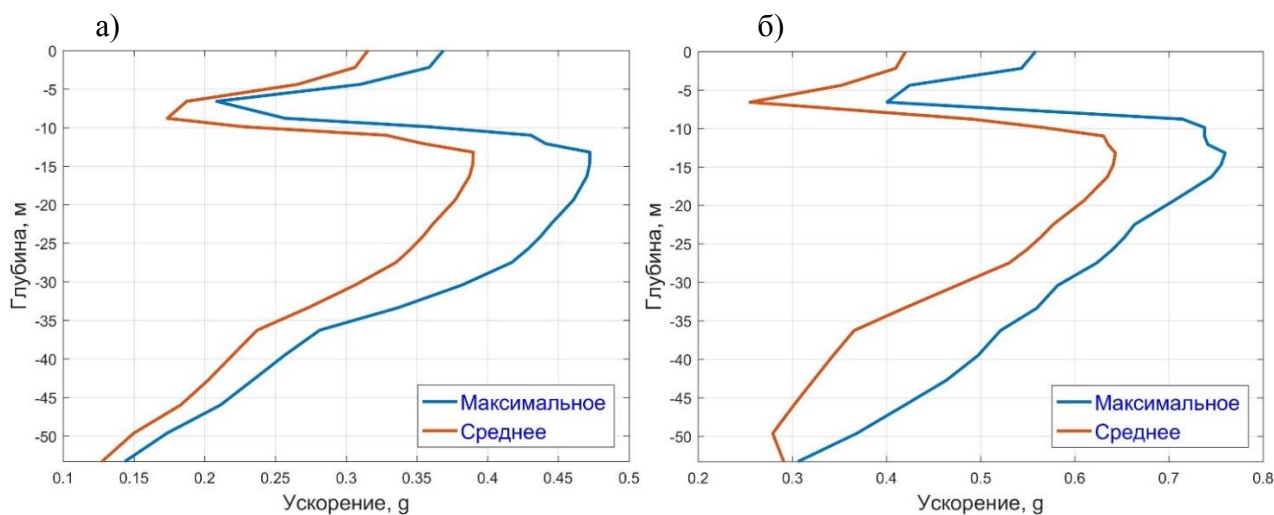 а)
б)
0
-5
-10
-15
-20
-25
-30
-35
-40
-45
-50
Глубина, м
0.1 0.15 0.2 0.25 0.3 0.35 0.4 0.45 0.5
Ускорение, g
Максимальное
Среднее
0
-5
-10
-15
-20
-25
-30
-35
-40
-45
-50
Глубина, м
0.2 0.3 0.4 0.5 0.6 0.7 0.8
Ускорение, g
Максимальное
Среднее